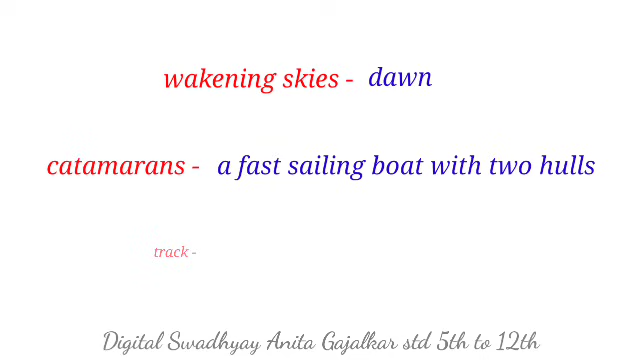 wakening skies - dawn
catamarans - a fast sailing boat with two hulls
track -
Digital Swadhyay Anita Gajalkar std 5th to 12th